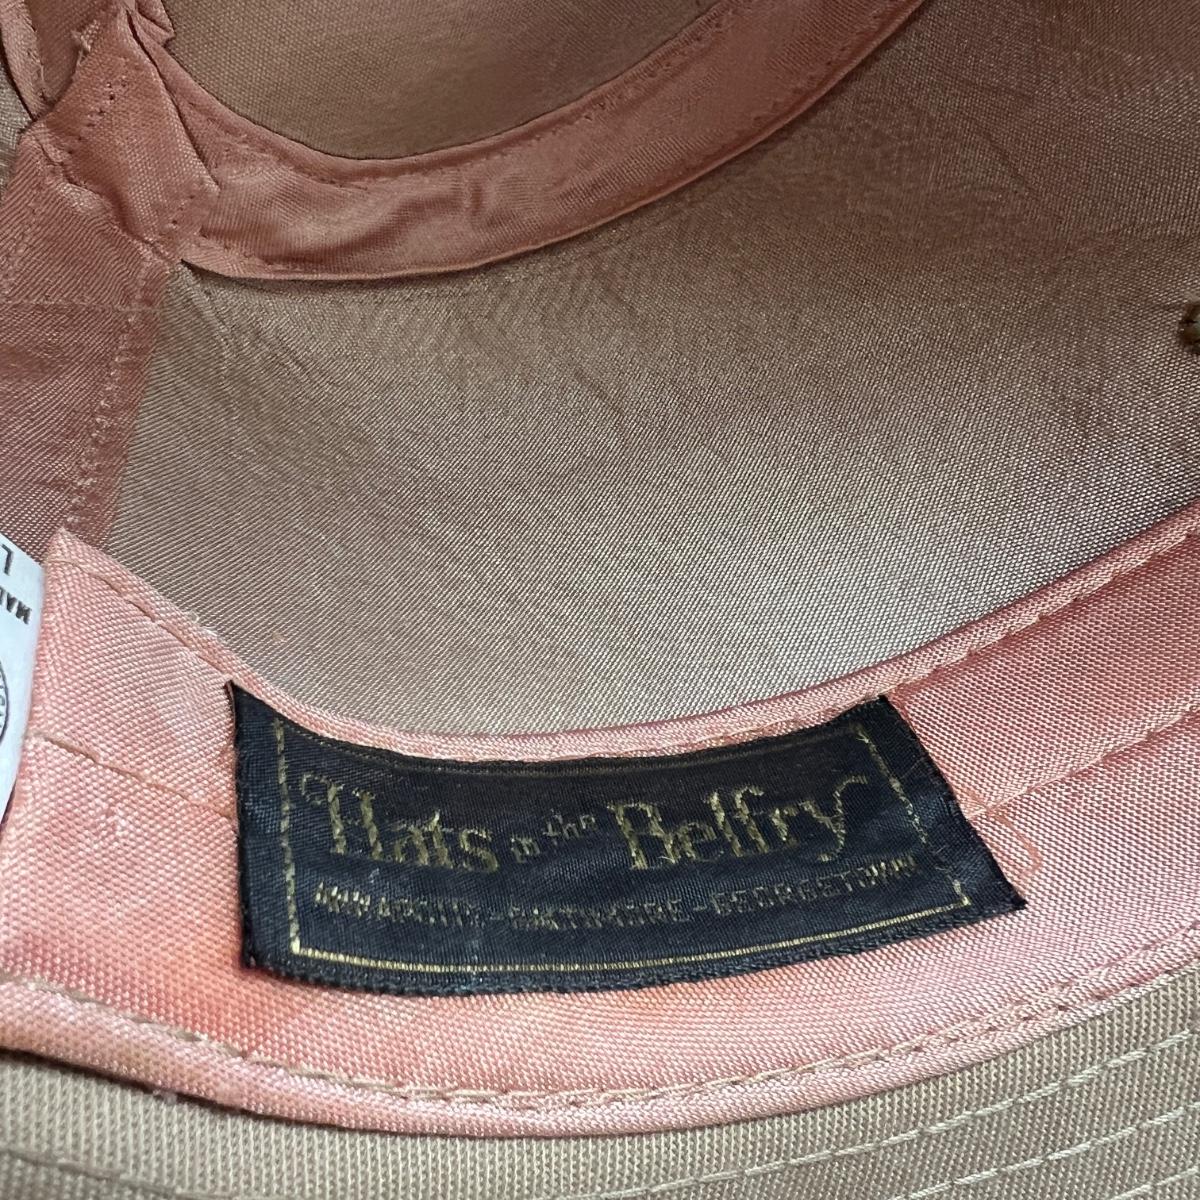 Hats in the Belfry
ANNAPOLIS-BALTIMORE-GEORGETOWN
L